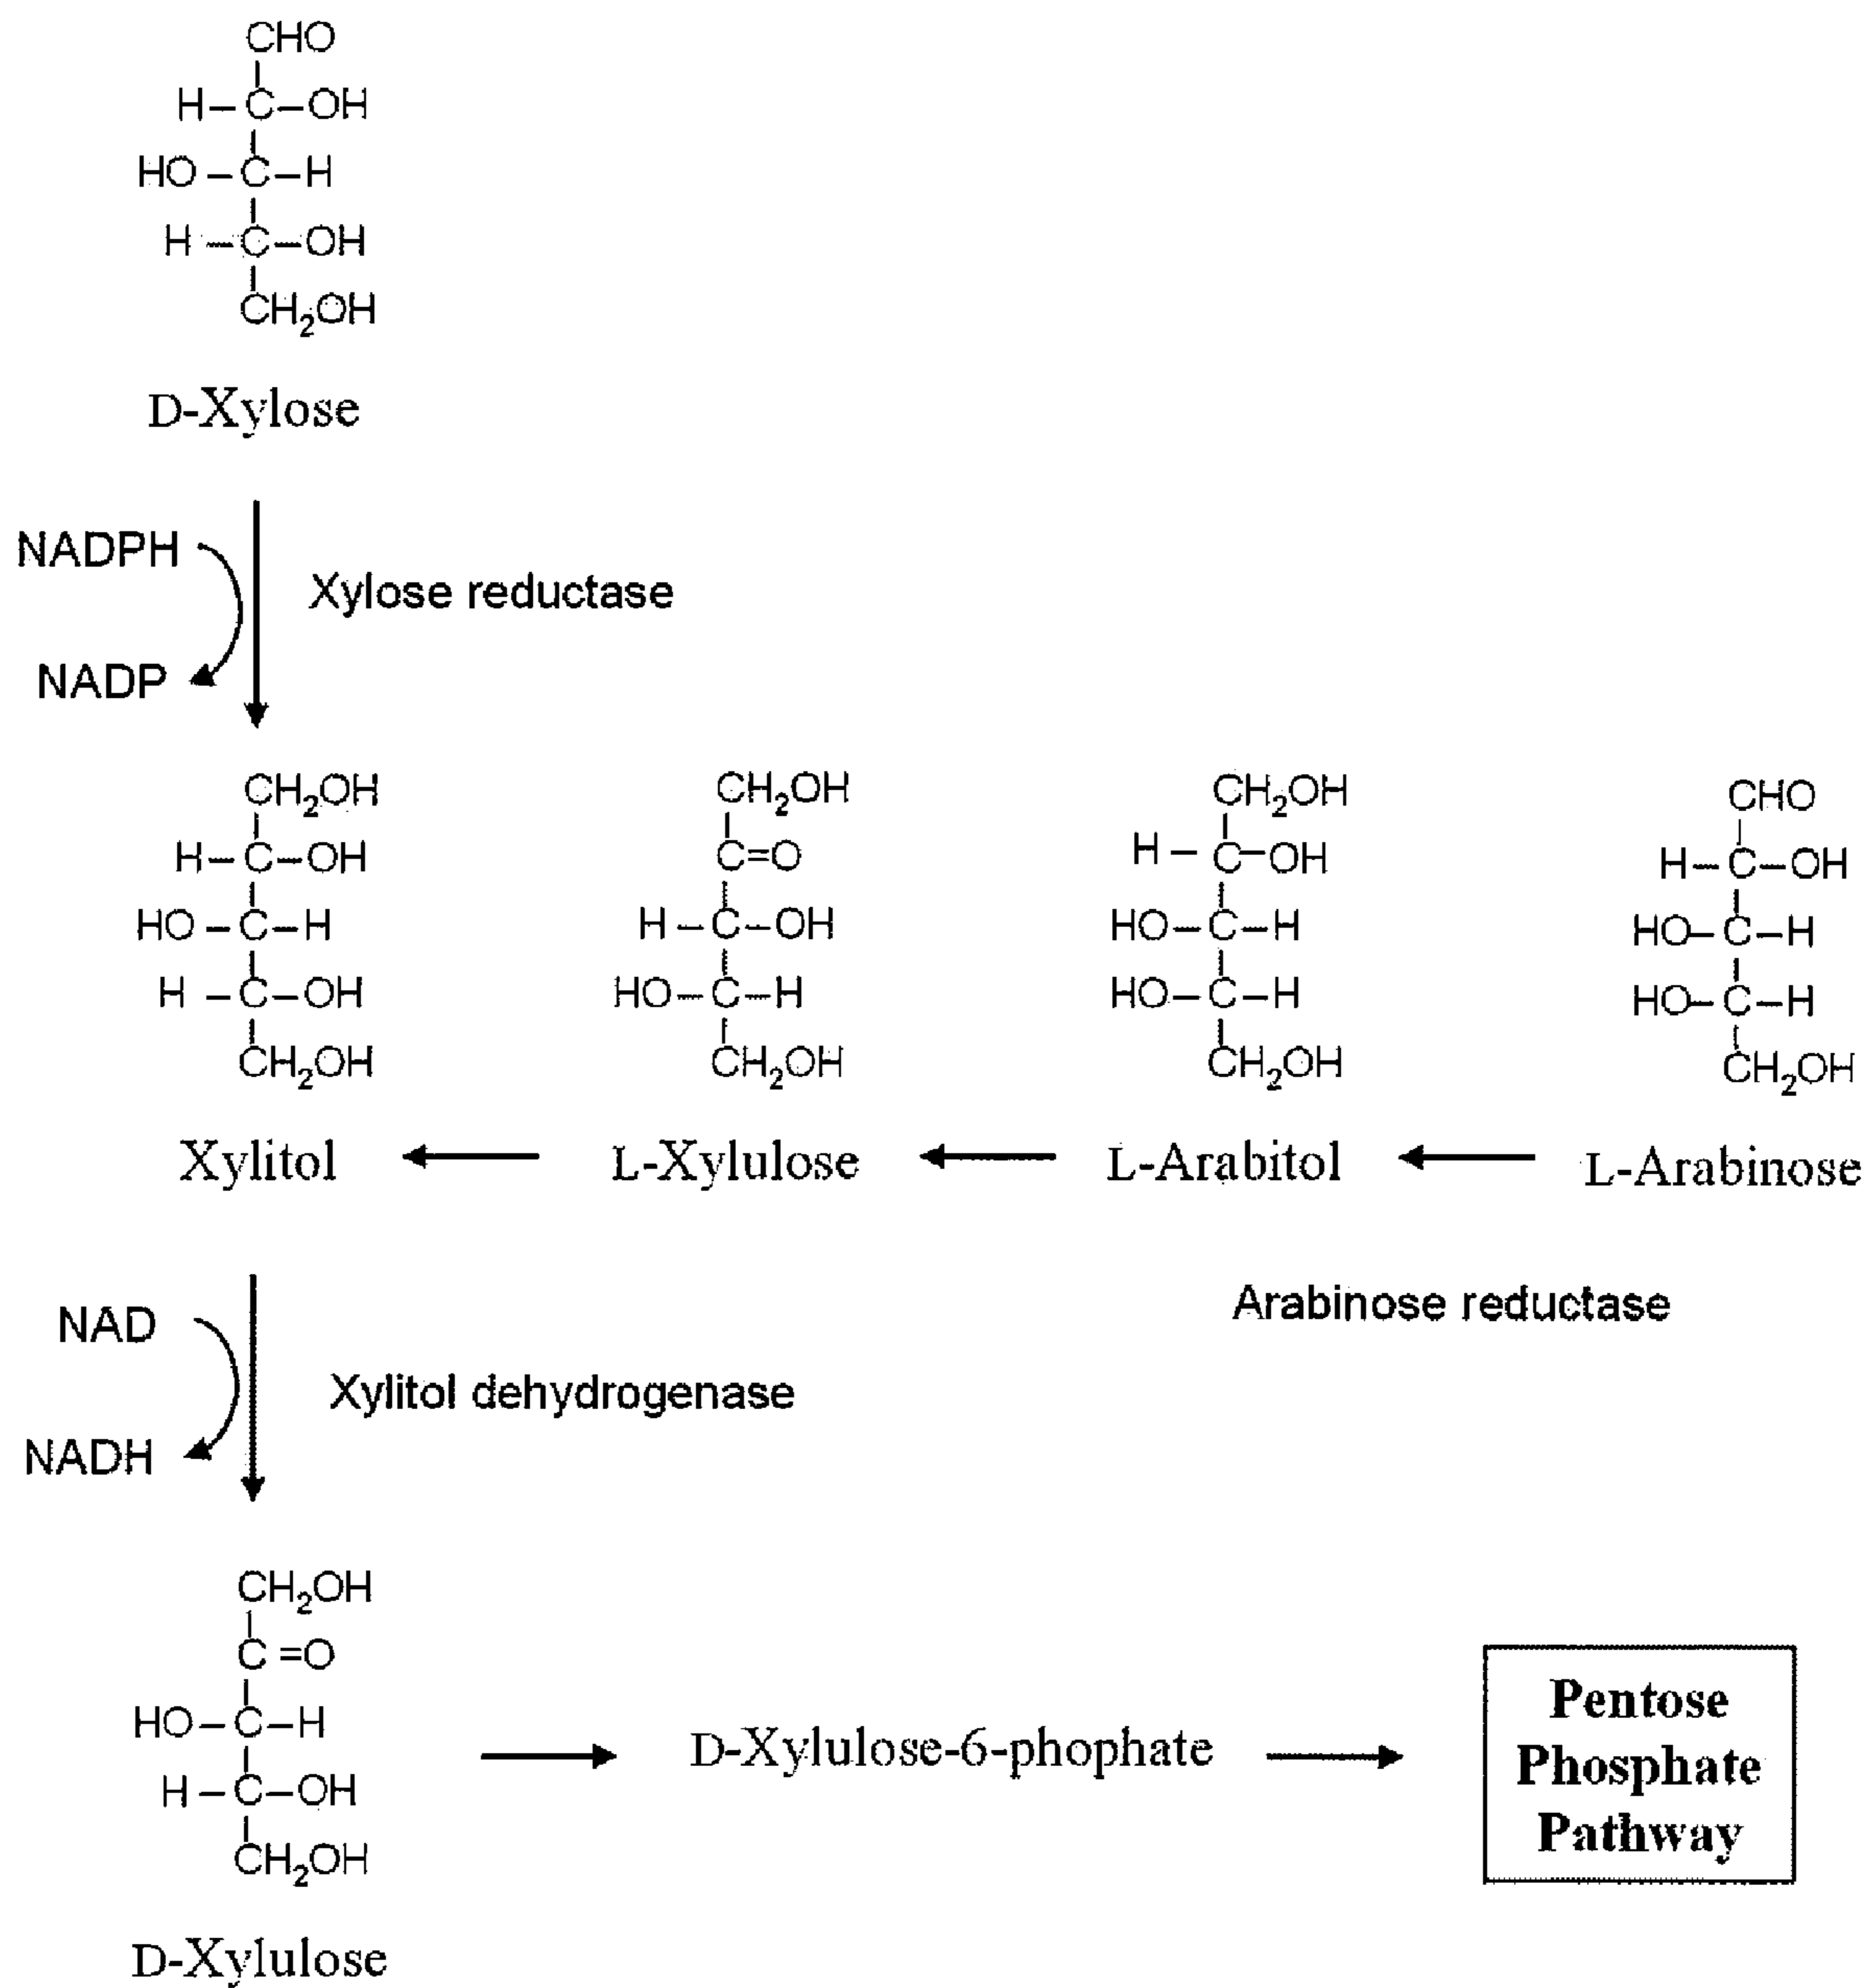 CHO
H–C–OH
HO–C–H
H–C–OH
CH2OH
D-Xylose
NADPH
Xylose reductase
NADP
CH2OH
H–C–OH
HO–C–H
H–C–OH
CH2OH
Xylitol
CH2OH
C=O
H–C–OH
HO–C–H
CH2OH
L-Xylulose
CH2OH
H–C–OH
HO–C–H
HO–C–H
CH2OH
L-Arabitol
CHO
H–C–OH
HO–C–H
HO–C–H
CH2OH
L-Arabinose
Arabinose reductase
NAD
Xylitol dehydrogenase
NADH
CH2OH
C=O
HO–C–H
H–C–OH
CH2OH
D-Xylulose
D-Xylulose-6-phophate
Pentose
Phosphate
Pathway